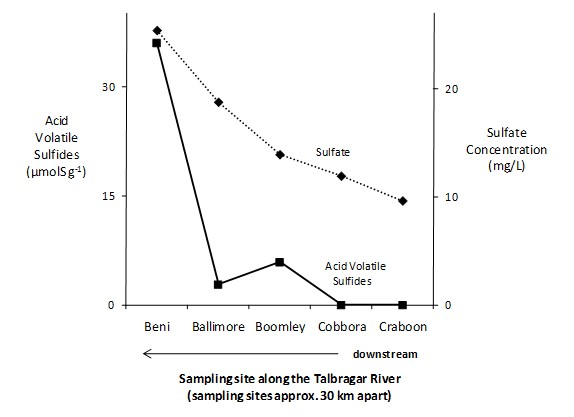 30
15
0
Acid
Volatile
Sulfides
(µmolS g-1)
20
10
0
Sulfate
Concentration
(mg/L)
Sulfate
Acid Volatile
Sulfides
Beni Ballimore Boomley Cobbora Craboon
downstream
Sampling site along the Talbragar River
(sampling sites approx. 30 km apart)